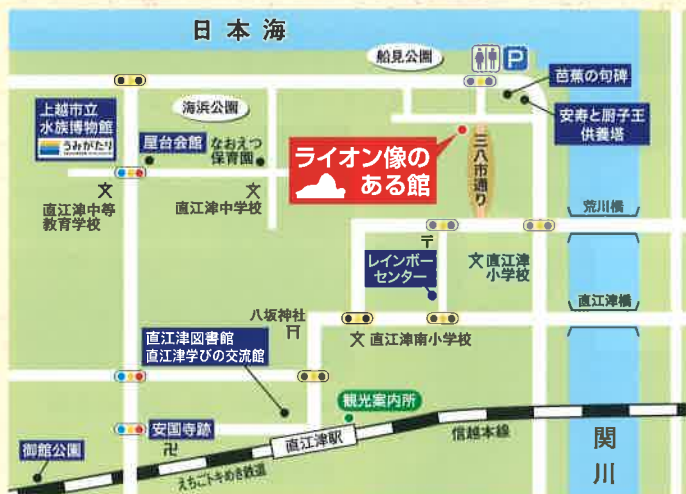 日本海
船見公園
P
芭蕉の句碑
上越市立
水族博物館
うみがたり
海浜公園
安寿と厨子王
供養塔
屋台会館
なおえつ
保育園
ライオン像の
ある館
三八市通り
文
直江津中等
教育学校
文
直江津中学校
荒川橋
〒
レインボー
センター
文直江津
小学校
直江津橋
八坂神社
文 直江津南小学校
直江津図書館
直江津学びの交流館
観光案内所
安国寺跡
卍
直江津駅
信越本線
関川
御館公園
えちごトキめき鉄道